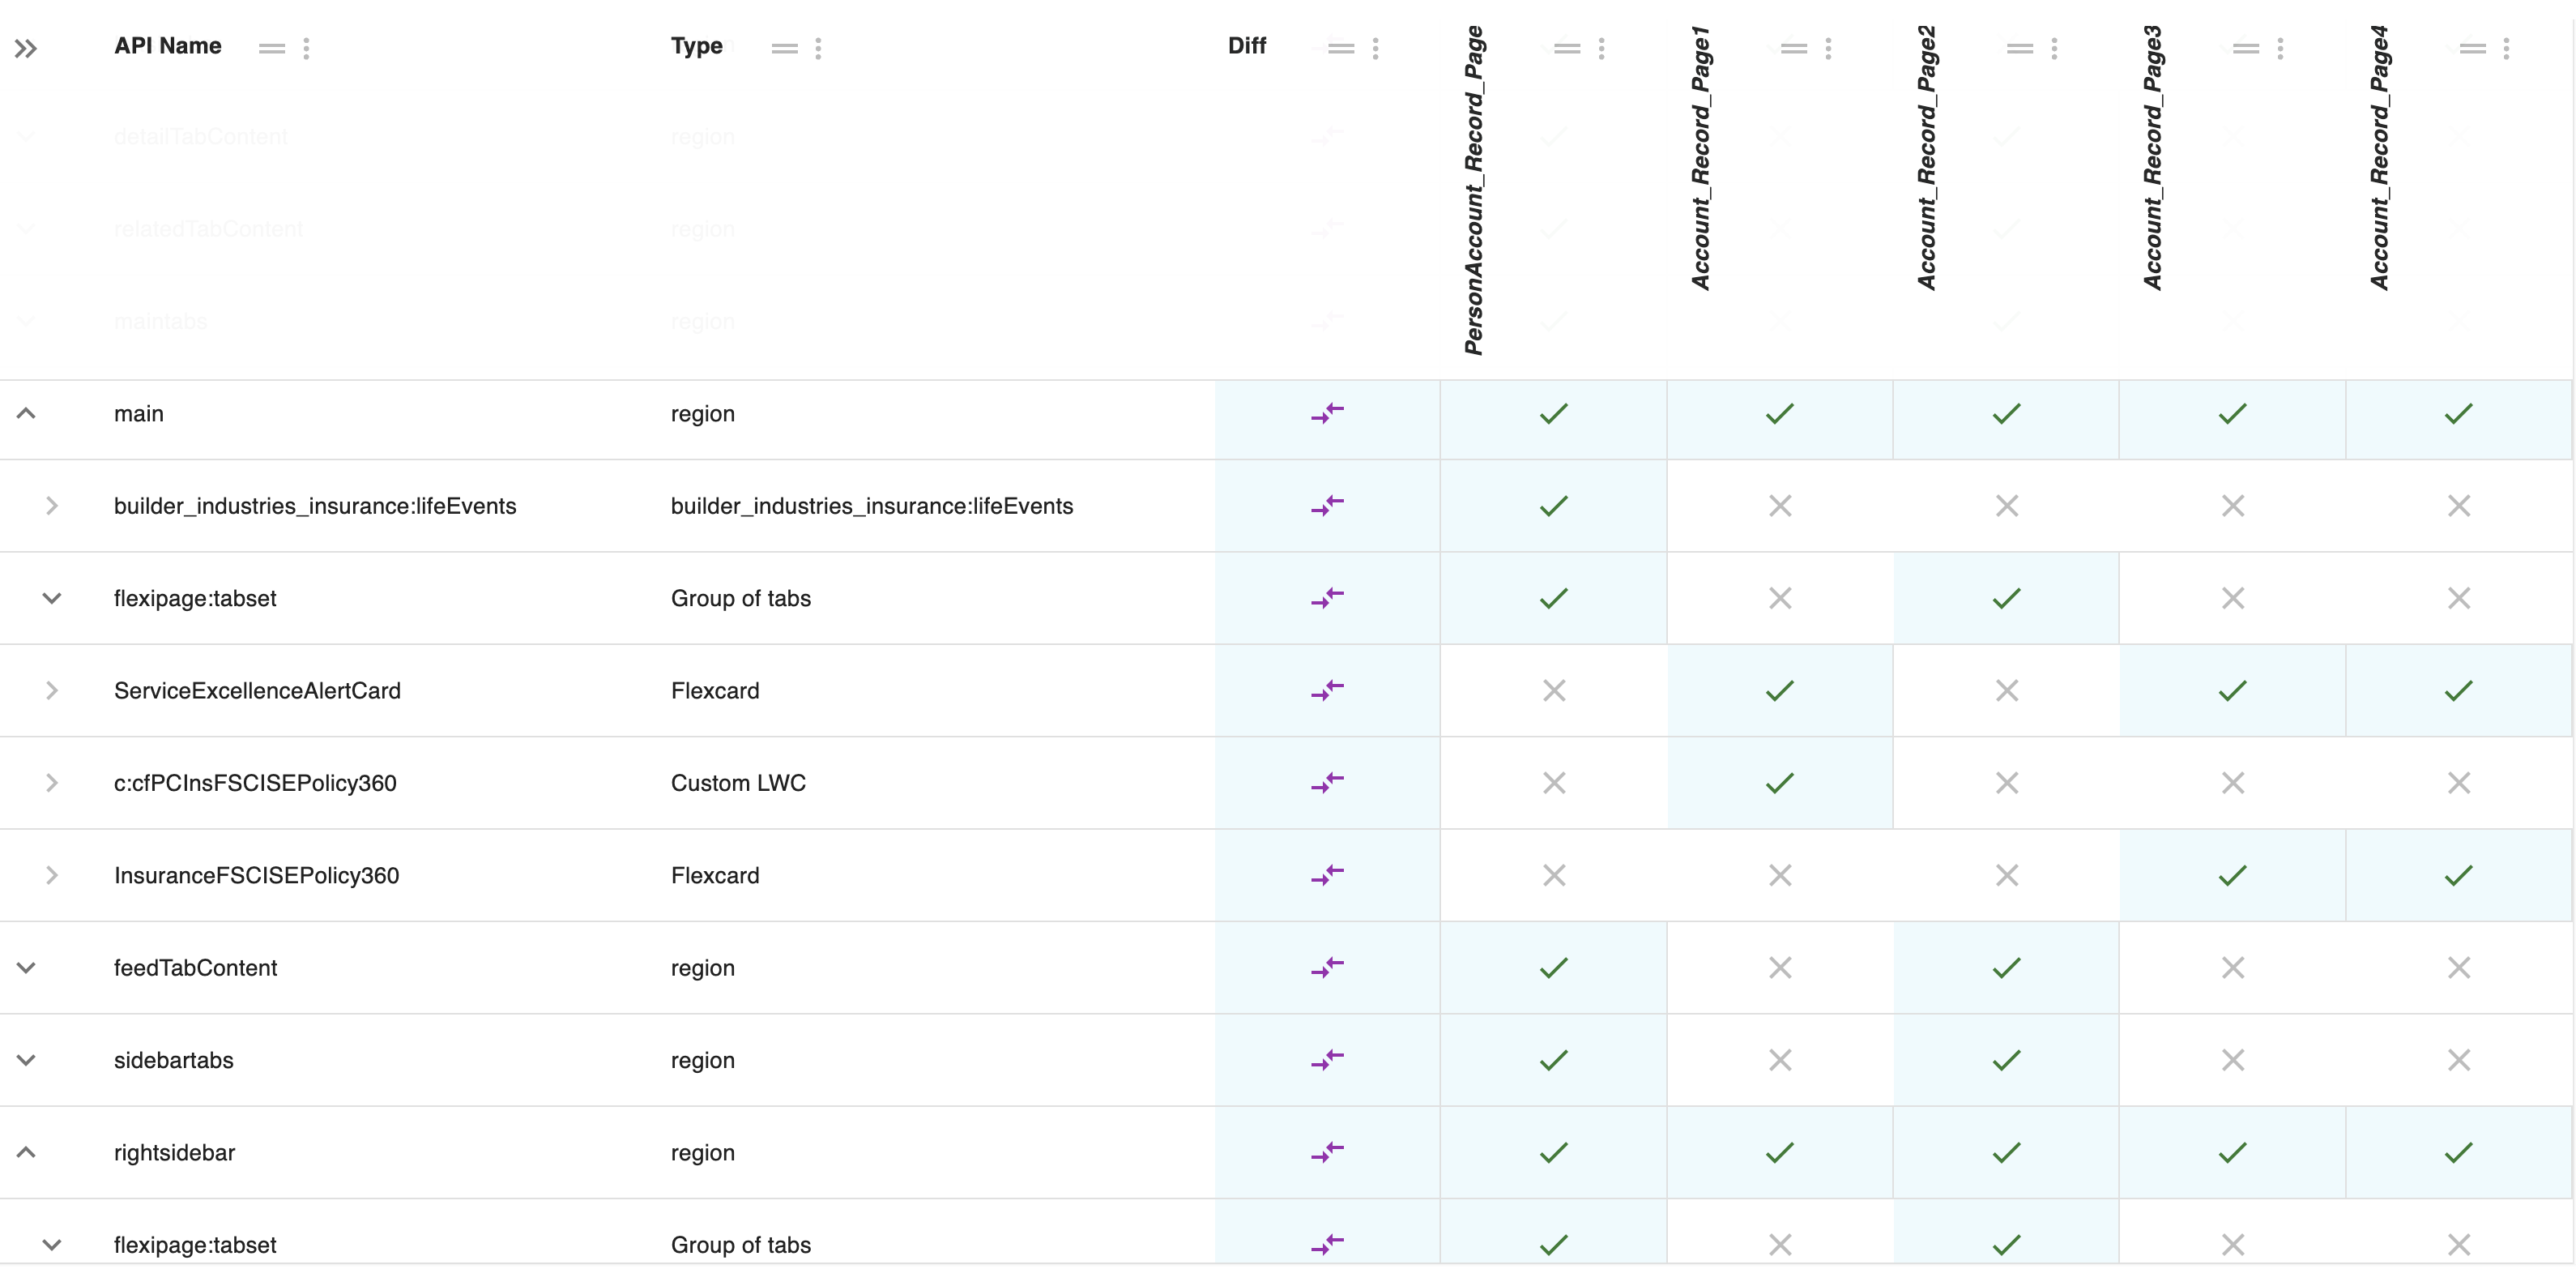 API Name Type Diff PersonAccount_Record_Page Account_Record_Page1 Account_Record_Page2 Account_Record_Page3 Account_Record_Page4
detailTabContent region
relatedTabContent region
maintabs region
main region
builder_industries_insurance:lifeEvents builder_industries_insurance:lifeEvents
flexipage:tabset Group of tabs
ServiceExcellenceAlertCard Flexcard
c:cfPCInsFSCISEPolicy360 Custom LWC
InsuranceFSCISEPolicy360 Flexcard
feedTabContent region
sidebartabs region
rightsidebar region
flexipage:tabset Group of tabs